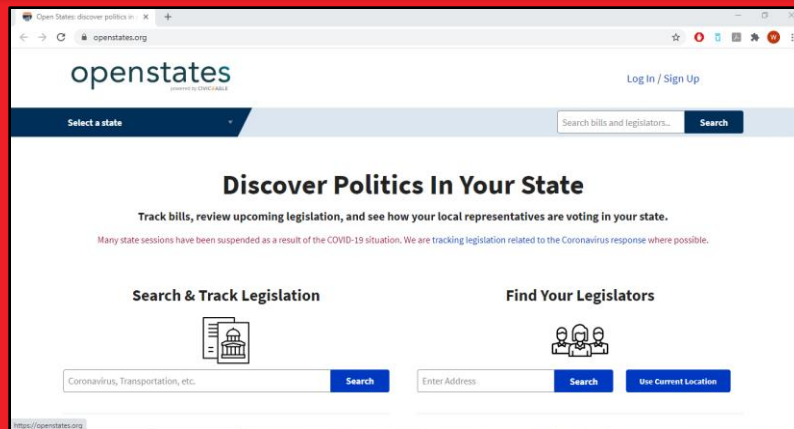 Open States: discover politics in
openstates.org
W
openstates
powered by CIVIC EAGLE
Log In / Sign Up
Select a state
Search bills and legislators..
Search
Discover Politics In Your State
Track bills, review upcoming legislation, and see how your local representatives are voting in your state.
Many state sessions have been suspended as a result of the COVID-19 situation. We are tracking legislation related to the Coronavirus response where possible.
Search & Track Legislation
Find Your Legislators
Coronavirus, Transportation, etc.
Search
Enter Address
Search
Use Current Location
https://openstates.org